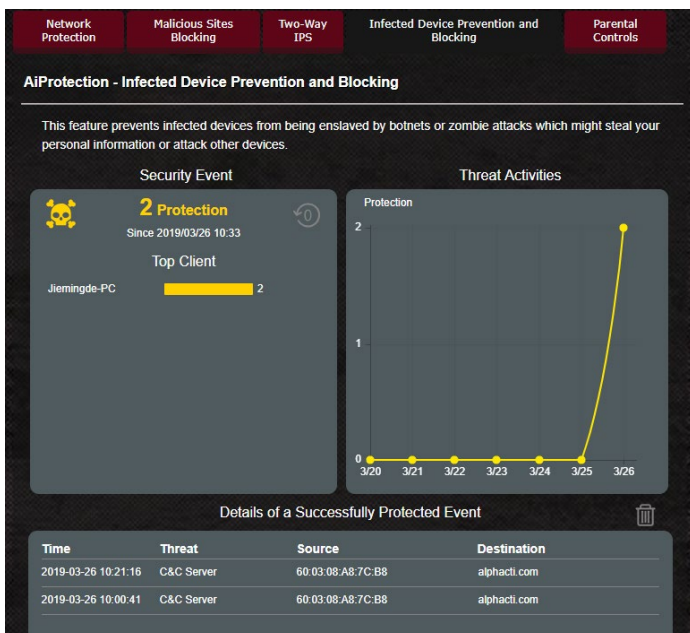 Network Protection
Malicious Sites Blocking
Two-Way IPS
Infected Device Prevention and Blocking
Parental Controls
AiProtection - Infected Device Prevention and Blocking
This feature prevents infected devices from being enslaved by botnets or zombie attacks which might steal your
personal information or attack other devices.
Security Event
2 Protection
Since 2019/03/26 10:33
0
Top Client
Jiemingde-PC 2
Threat Activities
Protection
2
1
0
3/20 3/21 3/22 3/23 3/24 3/25 3/26
Details of a Successfully Protected Event
Time Threat Source Destination
2019-03-26 10:21:16 C&C Server 60:03:08:A8:7C:B8 alphacti.com
2019-03-26 10:00:41 C&C Server 60:03:08:A8:7C:B8 alphacti.com